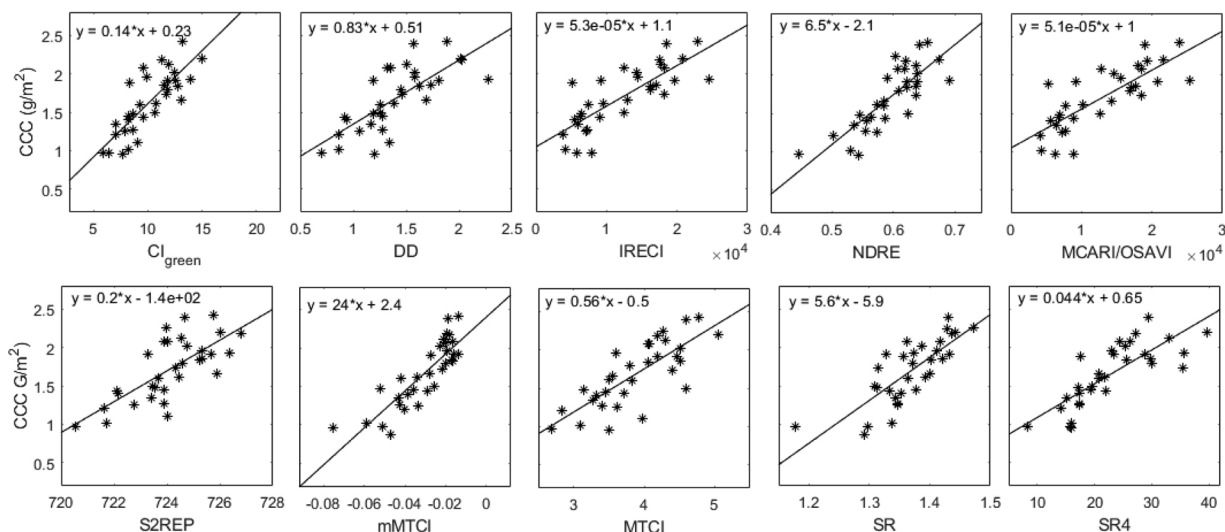 y = 0.14*x + 0.23
y = 0.83*x + 0.51
y = 5.3e-05*x + 1.1
y = 6.5*x - 2.1
y = 5.1e-05*x + 1
CCC (g/m²)
2.5
2
1.5
1
0.5
5 10 15 20
0.5 1 1.5 2 2.5
0 1 2 3
0.4 0.5 0.6 0.7
0 1 2 3
CI green
DD
IRECI
×10⁴
NDRE
MCARI/OSAVI
×10⁴
y = 0.2*x - 1.4e+02
y = 24*x + 2.4
y = 0.56*x - 0.5
y = 5.6*x - 5.9
y = 0.044*x + 0.65
CCC G/m²)
2.5
2
1.5
1
0.5
720 722 724 726 728
-0.08 -0.06 -0.04 -0.02 0
3 4 5
1.2 1.3 1.4 1.5
10 20 30 40
S2REP
mMTCI
MTCI
SR
SR4